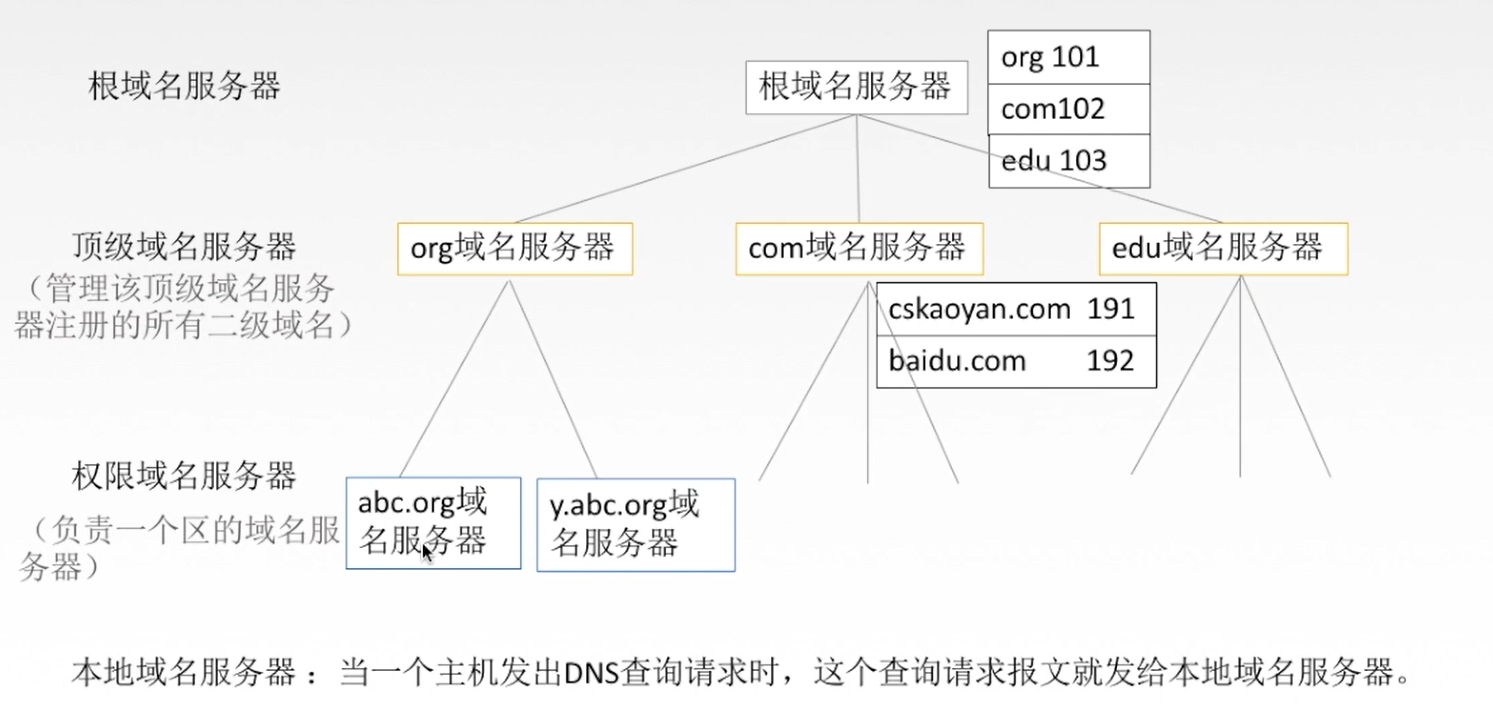 根域名服务器
根域名服务器
org 101
com102
edu 103
顶级域名服务器
（管理该顶级域名服务
器注册的所有二级域名）
org域名服务器
com域名服务器
edu域名服务器
cskaoyan.com 191
baidu.com 192
权限域名服务器
（负责一个区的域名服
务器）
abc.org域
名服务器
y.abc.org域
名服务器
本地域名服务器：当一个主机发出DNS查询请求时，这个查询请求报文就发给本地域名服务器。